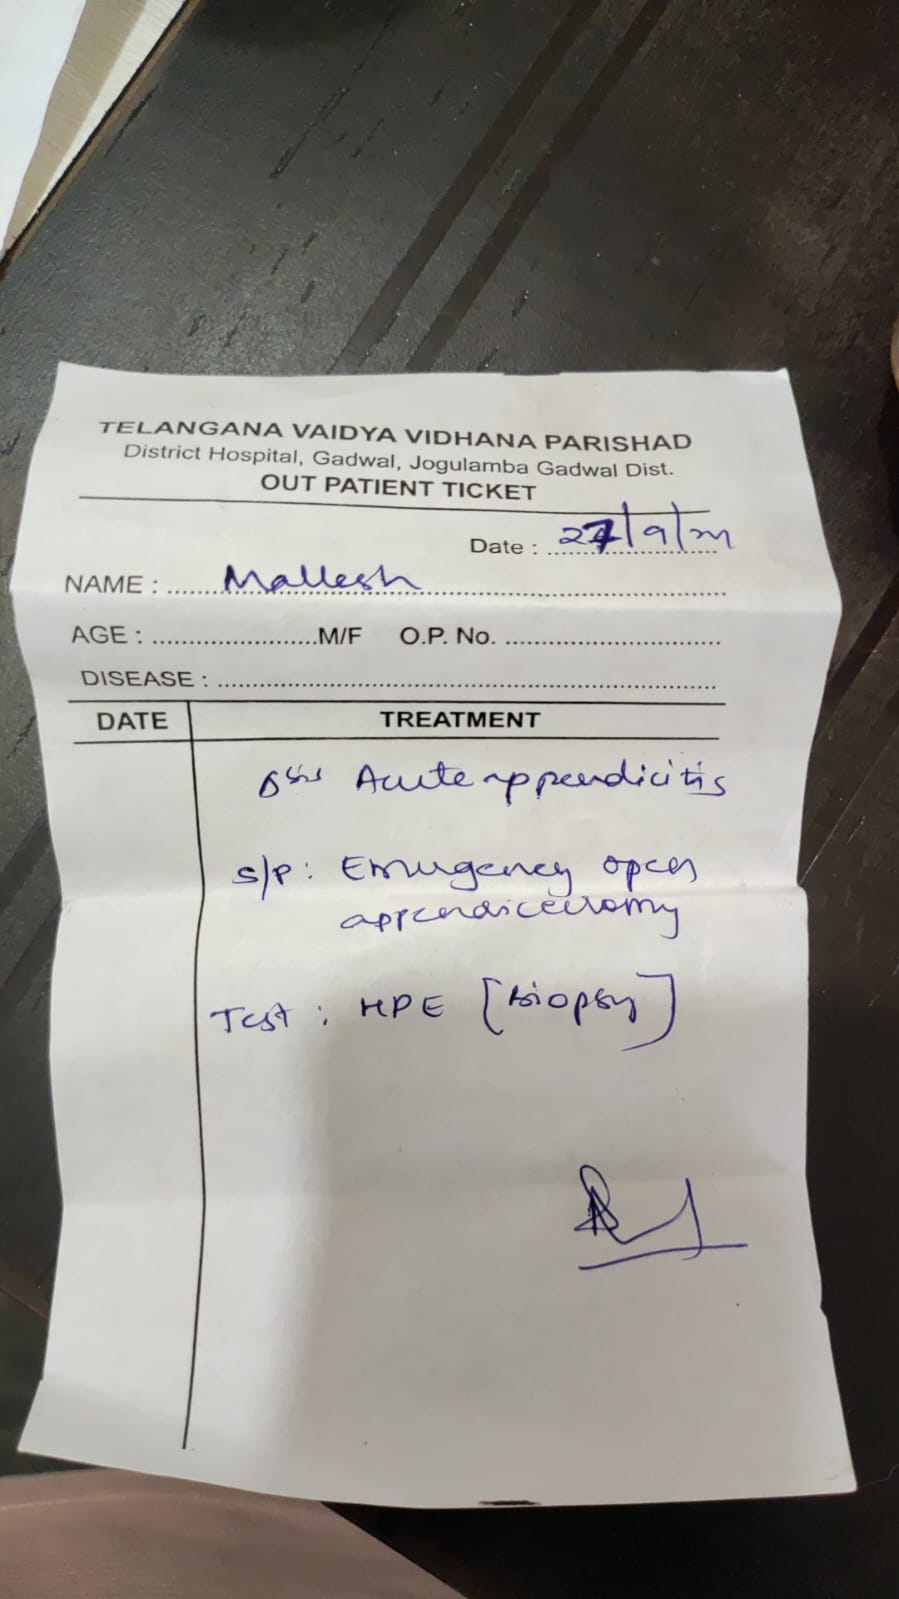 TELANGANA VAIDYA VIDHANA PARISHAD
District Hospital, Gadwal, Jogulamba Gadwal Dist.
OUT PATIENT TICKET
Date : 27/9/
NAME : Mallesh
AGE : M/F O.P. No.
DISEASE :
DATE TREATMENT
Acute appendicitis
S/P : Emergency open
appendicectomy
Test : HPE [Biopsy]